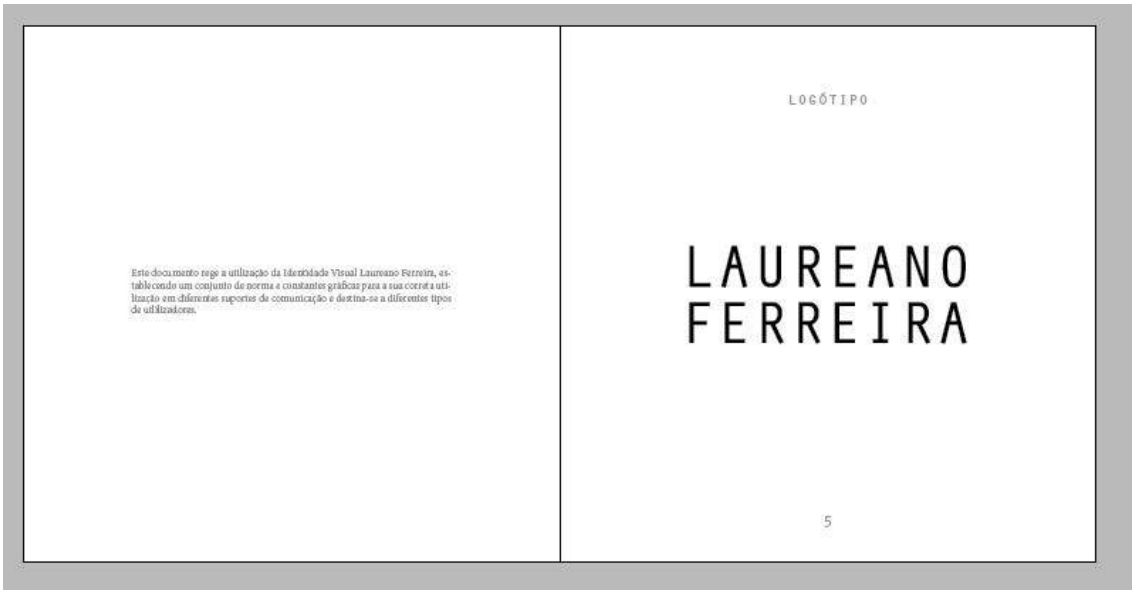 Este documento rege a utilização da Identidade Visual Laureano Ferreira, es-
tablecendo um conjunto de norma e constantes gráficas para a sua correta uti-
lização em diferentes suportes de comunicação e destina-se a diferentes tipos
de utilizadores.
LOGÓTIPO
LAUREANO
FERREIRA
5